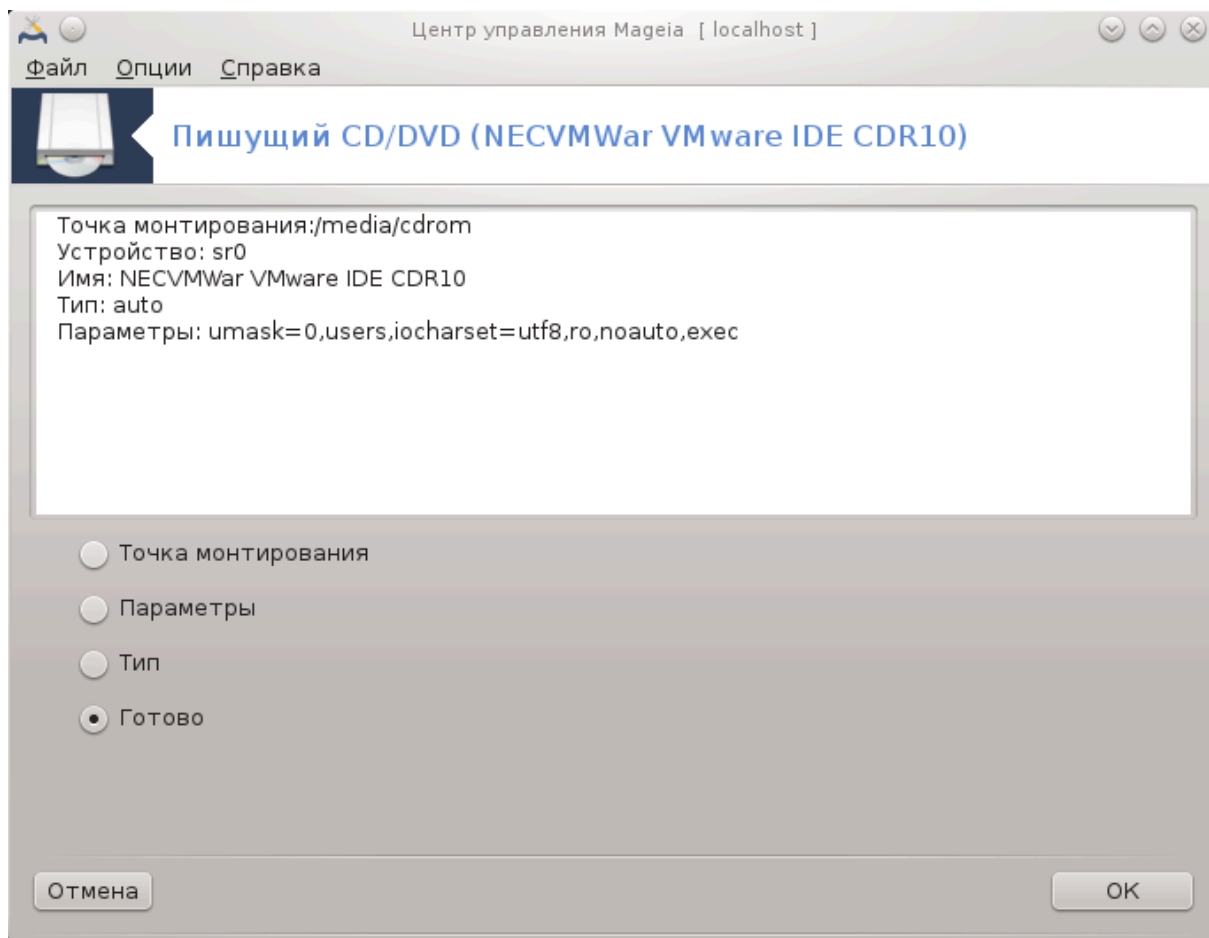 Центр управления Mageia [ localhost ]
Файл Опции Справка
Пишущий CD/DVD (NECVMWar VMware IDE CDR10)
Точка монтирования:/media/cdrom
Устройство: sr0
Имя: NECVMWar VMware IDE CDR10
Тип: auto
Параметры: umask=0,users,iocharset=utf8,ro,noauto,exec
Точка монтирования
Параметры
Тип
Готово
Отмена OK